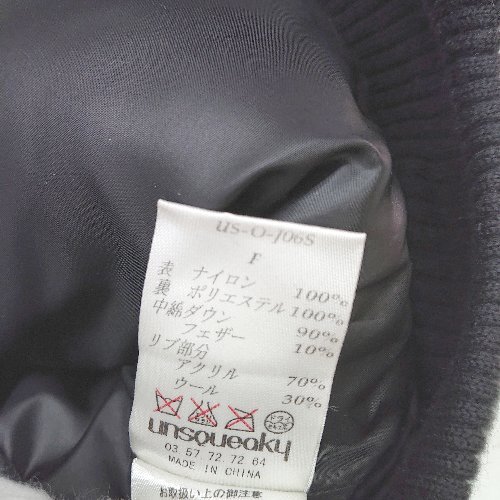 us-O-J06S
F
表 ナイロン 100%
裏 ポリエステル 100%
中綿 ダウン 90%
フェザー 10%
リブ部分
アクリル 70%
ウール 30%
ドライ
unsqueaky
03 57 72 72 64
MADE IN CHINA
お取扱い上の御注意